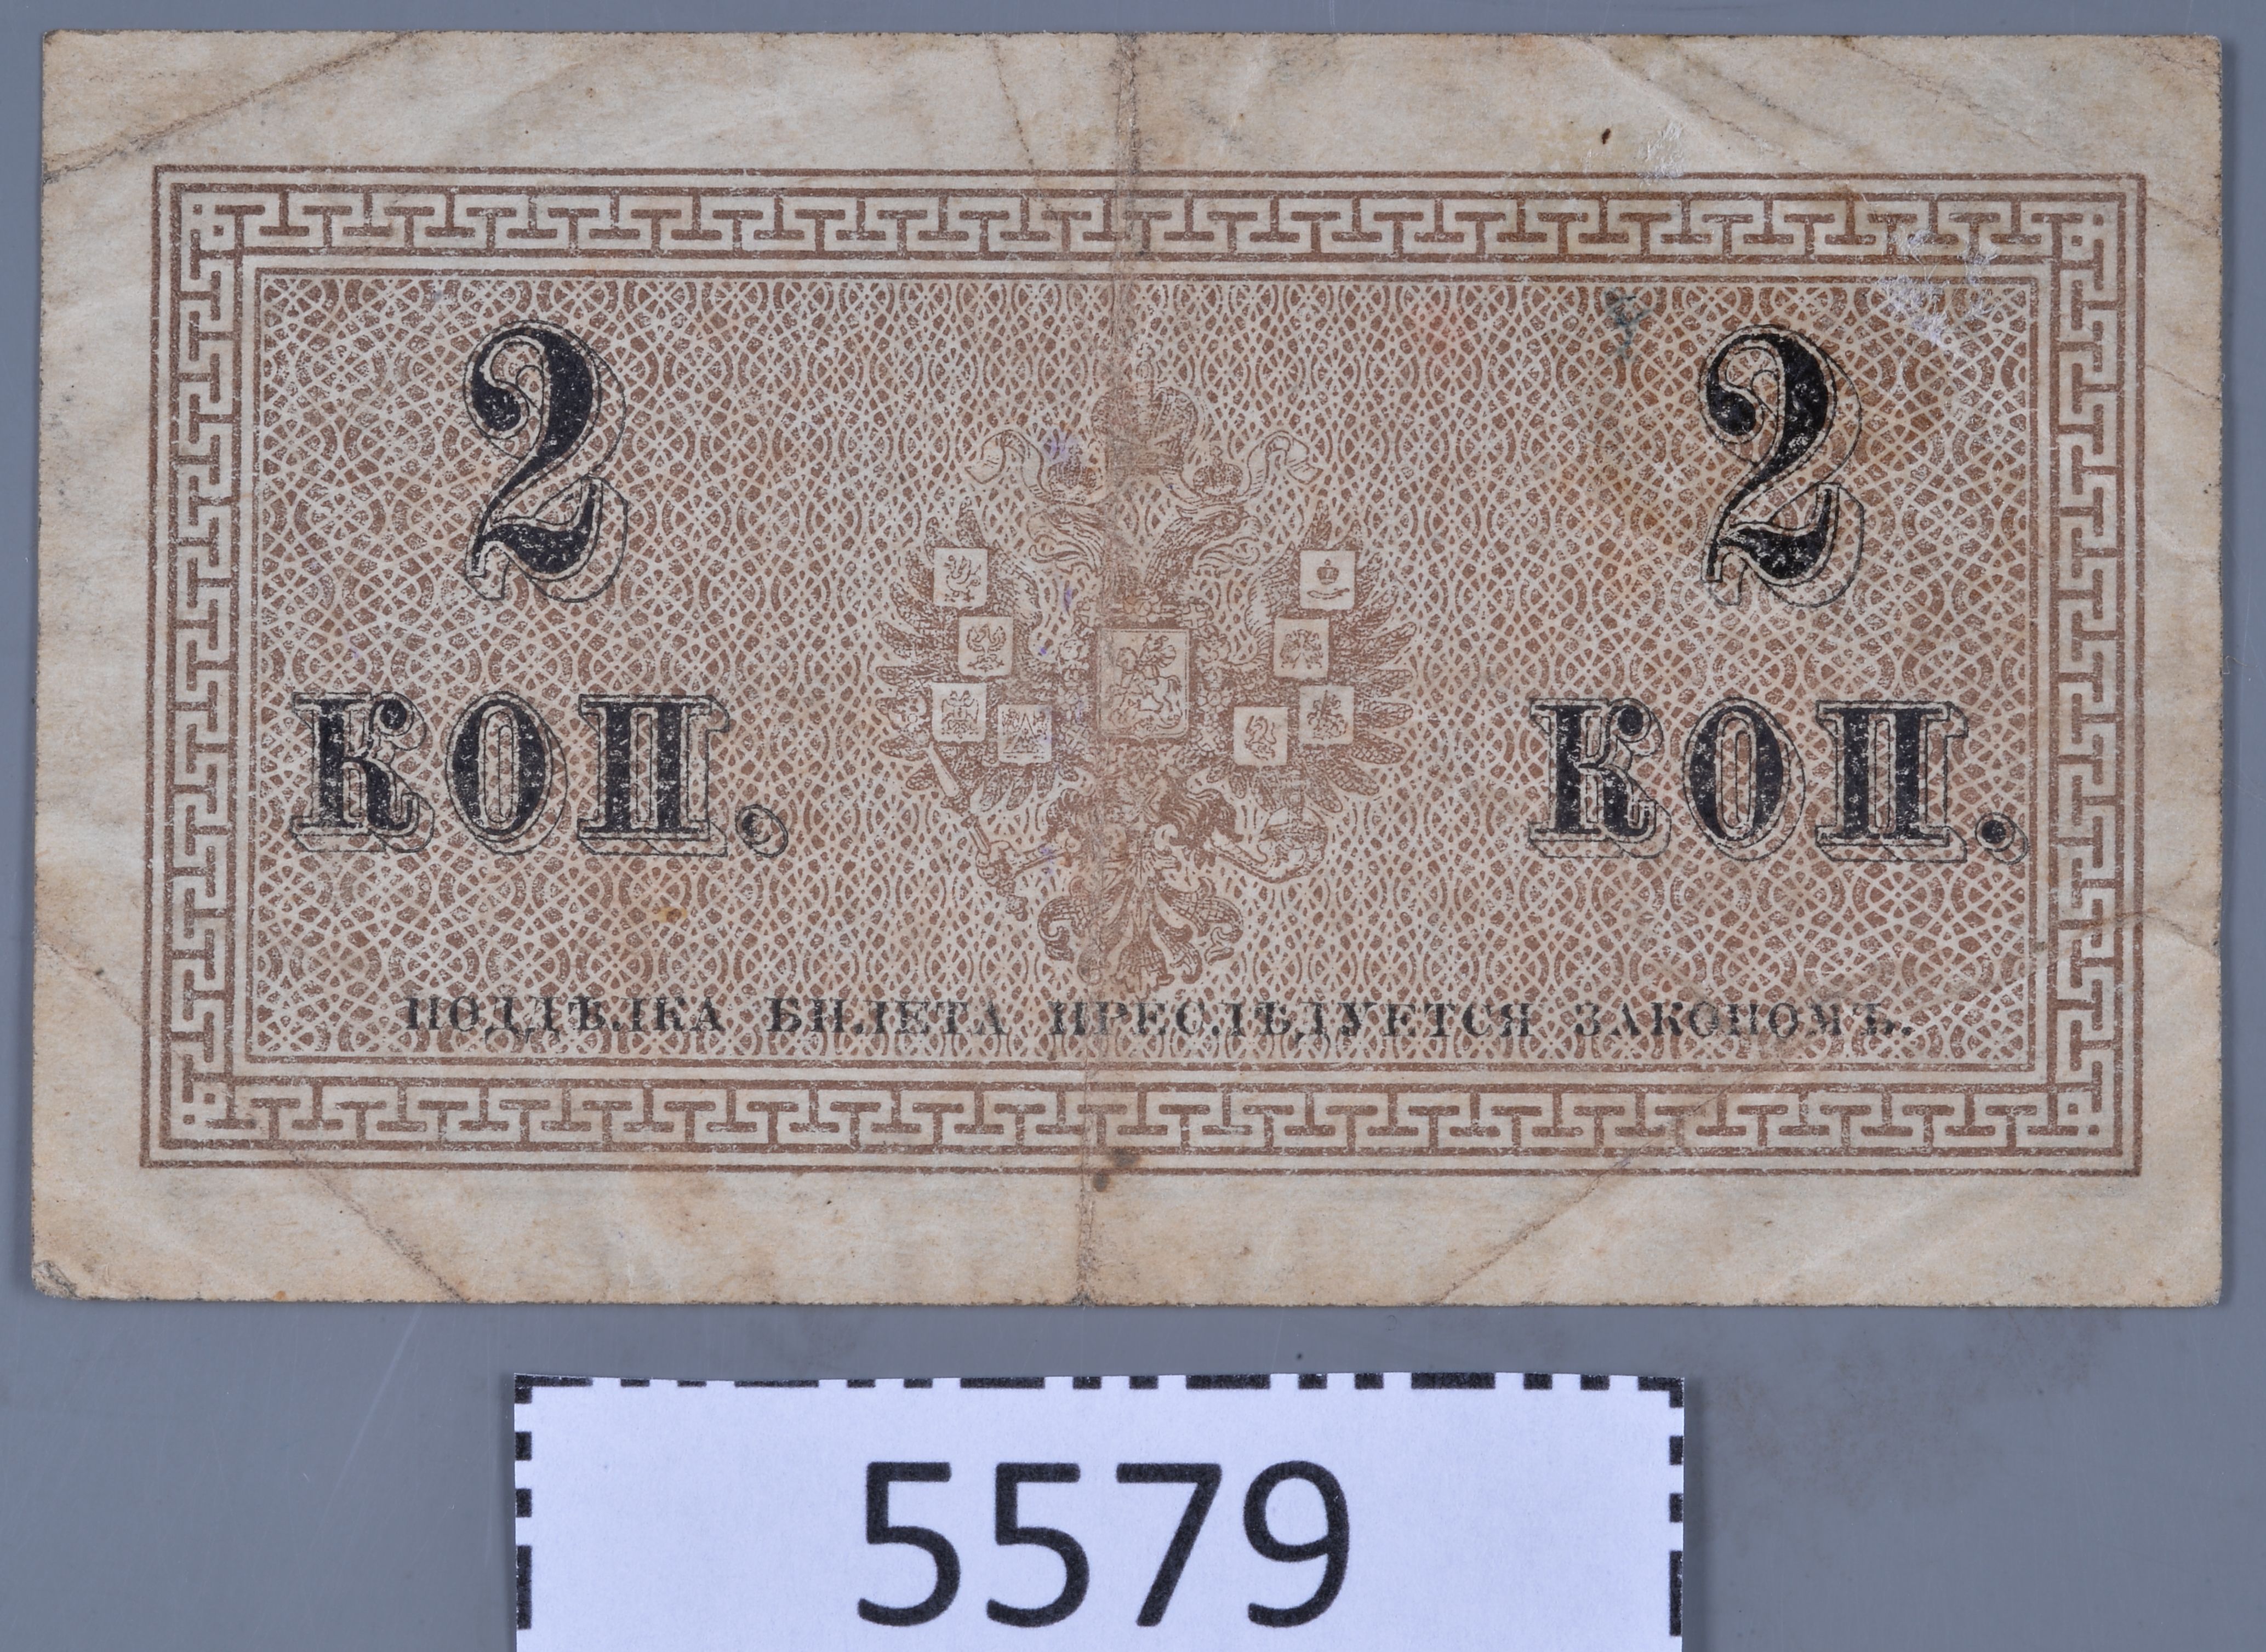 2 2
КОП. КОП.
ПОДДѢЛКА БИЛЕТА ПРЕСЛѢДУЕТСЯ ЗАКОНОМЪ.
5579